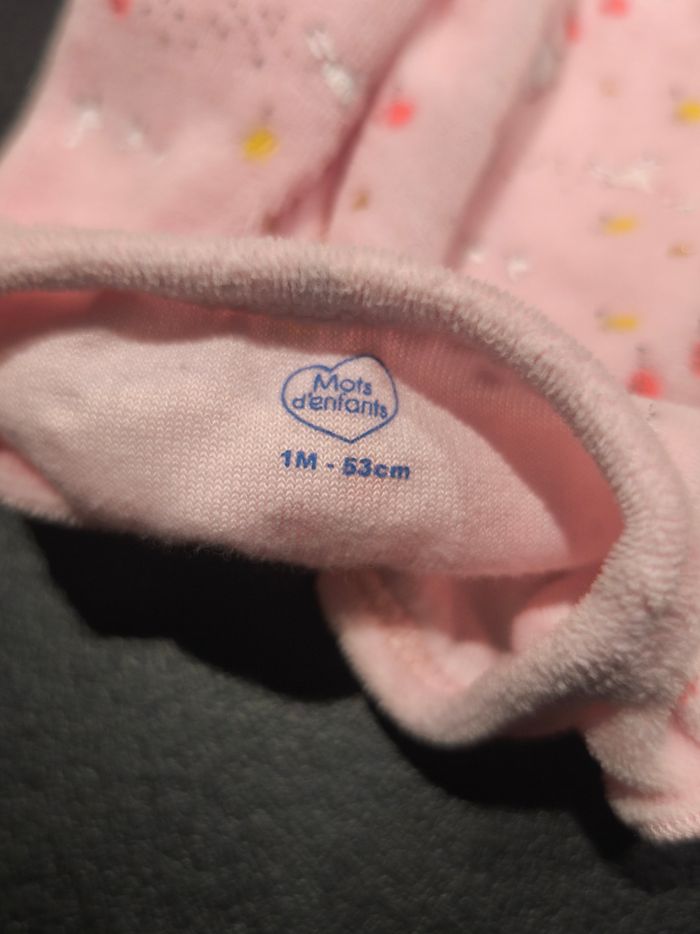 Mots
d'enfants
1M - 53cm